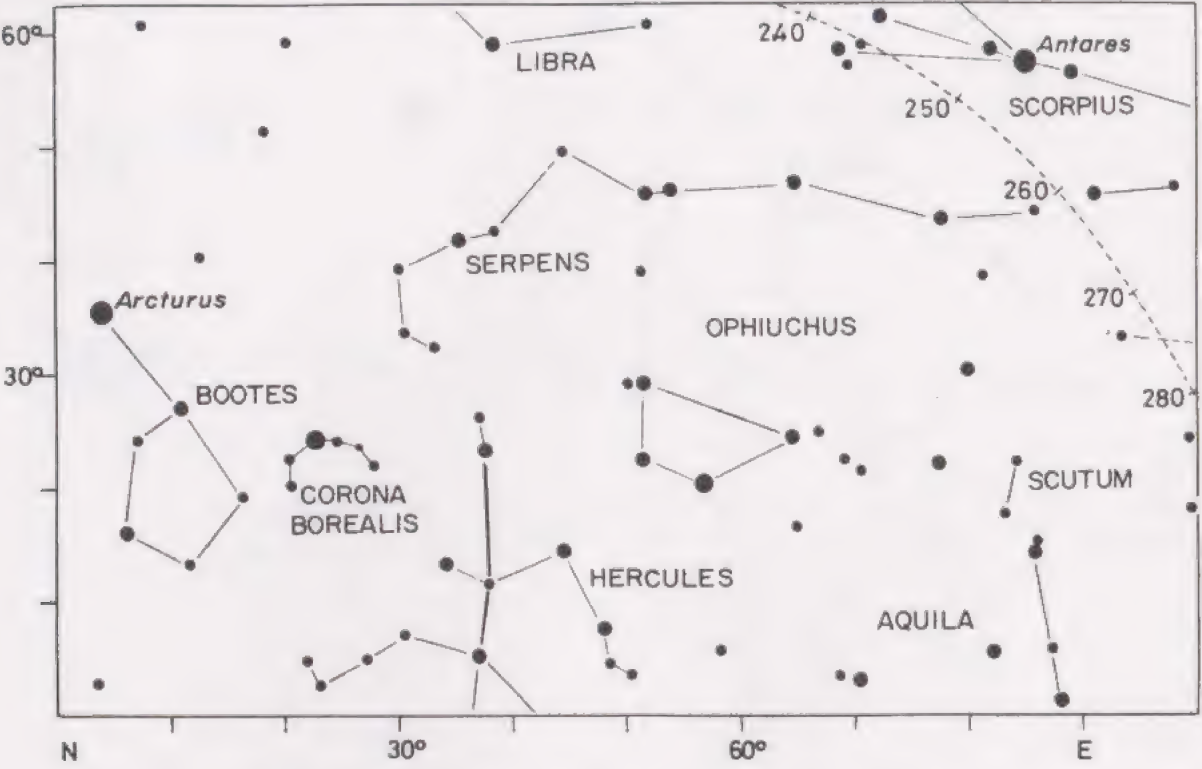 60°
240
Antares
LIBRA
250
SCORPIUS
260
SERPENS
270
Arcturus
OPHIUCHUS
30°
BOOTES
280
CORONA
BOREALIS
SCUTUM
HERCULES
AQUILA
N
30°
60°
E